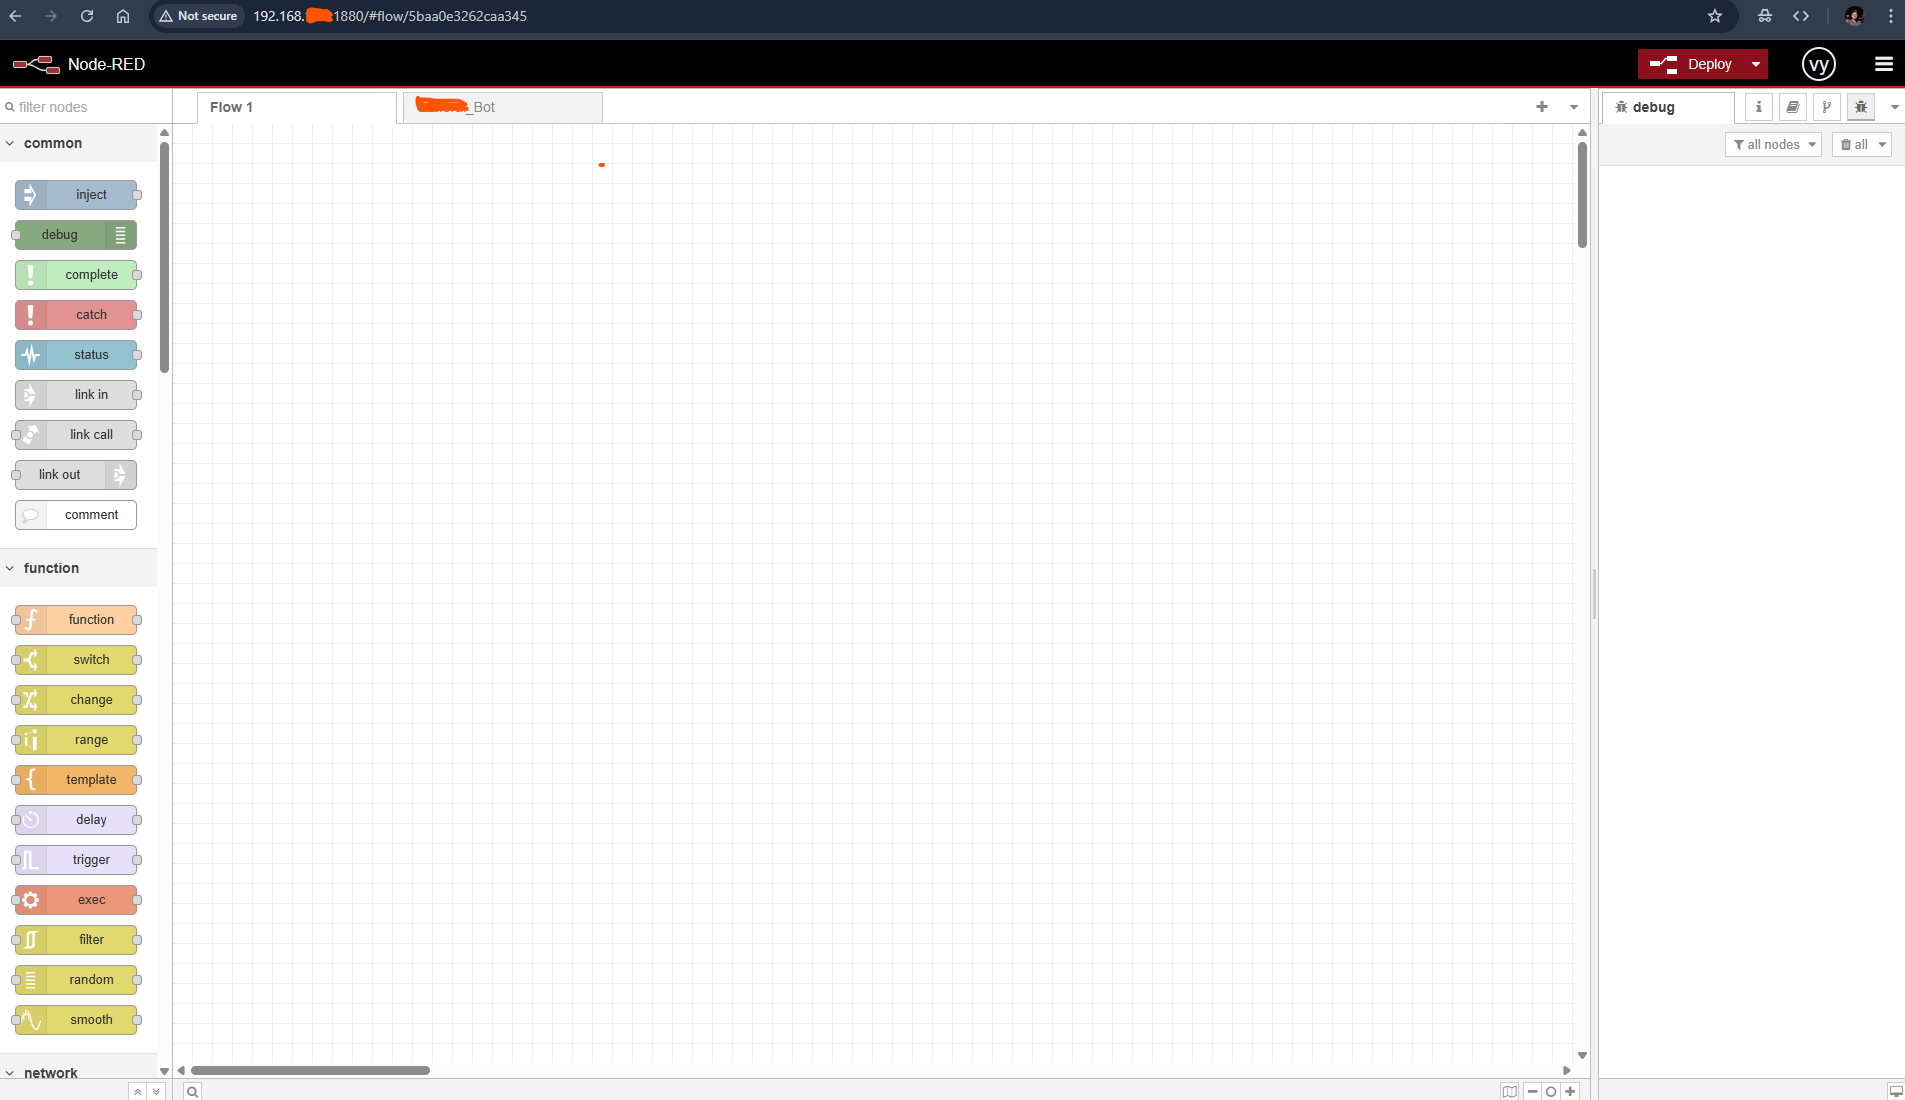 Not secure 192.168. 1880/#flow/5baa0e3262caa345
Node-RED
Deploy
vy
filter nodes
Flow 1
_Bot
debug
all nodes
all
common
inject
debug
complete
catch
status
link in
link call
link out
comment
function
function
switch
change
range
template
delay
trigger
exec
filter
random
smooth
network